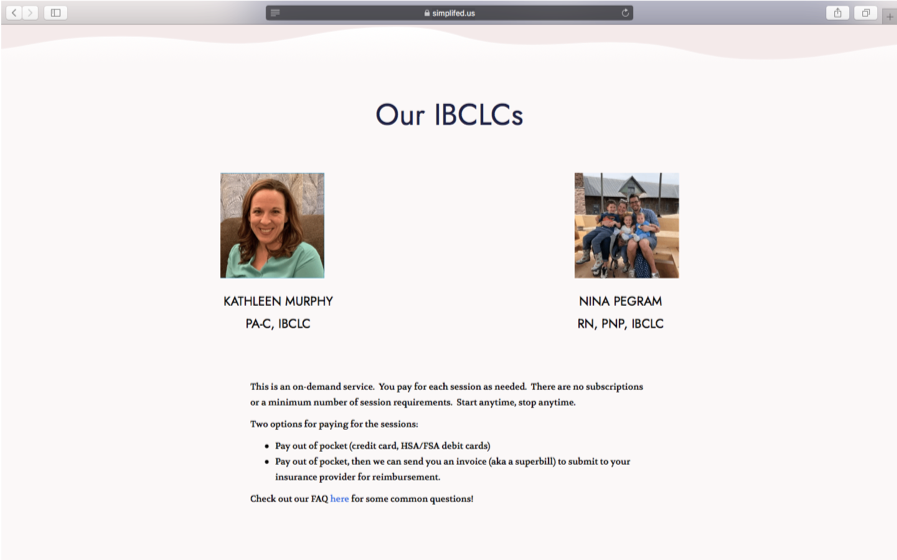 simplifed.us
Our IBCLCs
KATHLEEN MURPHY
PA-C, IBCLC
NINA PEGRAM
RN, PNP, IBCLC
This is an on-demand service. You pay for each session as needed. There are no subscriptions
or a minimum number of session requirements. Start anytime, stop anytime.
Two options for paying for the sessions:
• Pay out of pocket (credit card, HSA/FSA debit cards)
• Pay out of pocket, then we can send you an invoice (aka a superbill) to submit to your
insurance provider for reimbursement.
Check out our FAQ here for some common questions!